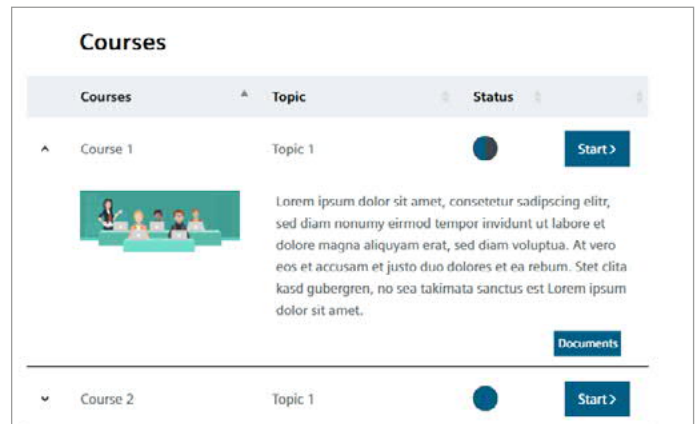 Courses
Courses Topic Status
Course 1 Topic 1 Start >
Lorem ipsum dolor sit amet, consetetur sadipscing elitr,
sed diam nonumy eirmod tempor invidunt ut labore et
dolore magna aliquyam erat, sed diam voluptua. At vero
eos et accusam et justo duo dolores et ea rebum. Stet clita
kasd gubergren, no sea takimata sanctus est Lorem ipsum
dolor sit amet.
Documents
Course 2 Topic 1 Start >